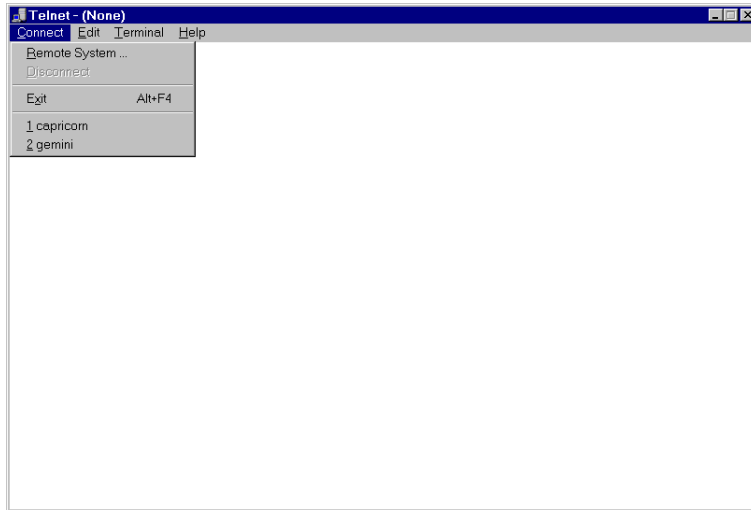 Telnet - (None)
Connect Edit Terminal Help
Remote System ...
Disconnect
Exit Alt+F4
1 capricorn
2 gemini